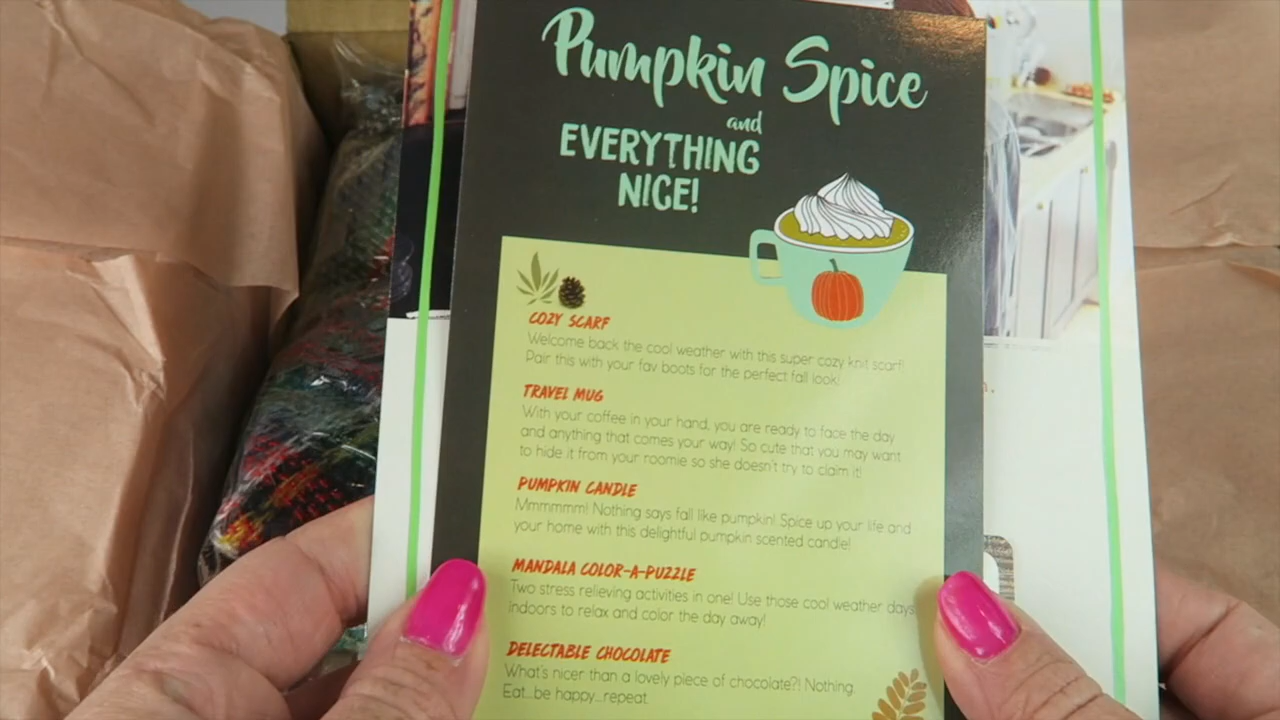 Pumpkin Spice
and
EVERYTHING
NICE!
COZY SCARF
Welcome back the cool weather with this super cozy knit scarf!
Pair this with your fav boots for the perfect fall look!
TRAVEL MUG
With your coffee in your hand, you are ready to face the day
and anything that comes your way! So cute that you may want
to hide it from your roomie so she doesn't try to claim it!
PUMPKIN CANDLE
Mmmmmm! Nothing says fall like pumpkin! Spice up your life and
your home with this delightful pumpkin scented candle!
MANDALA COLOR-A-PUZZLE
Two stress relieving activities in one! Use those cool weather days
indoors to relax and color the day away!
DELECTABLE CHOCOLATE
What's nicer than a lovely piece of chocolate?! Nothing.
Eat...be happy...repeat.